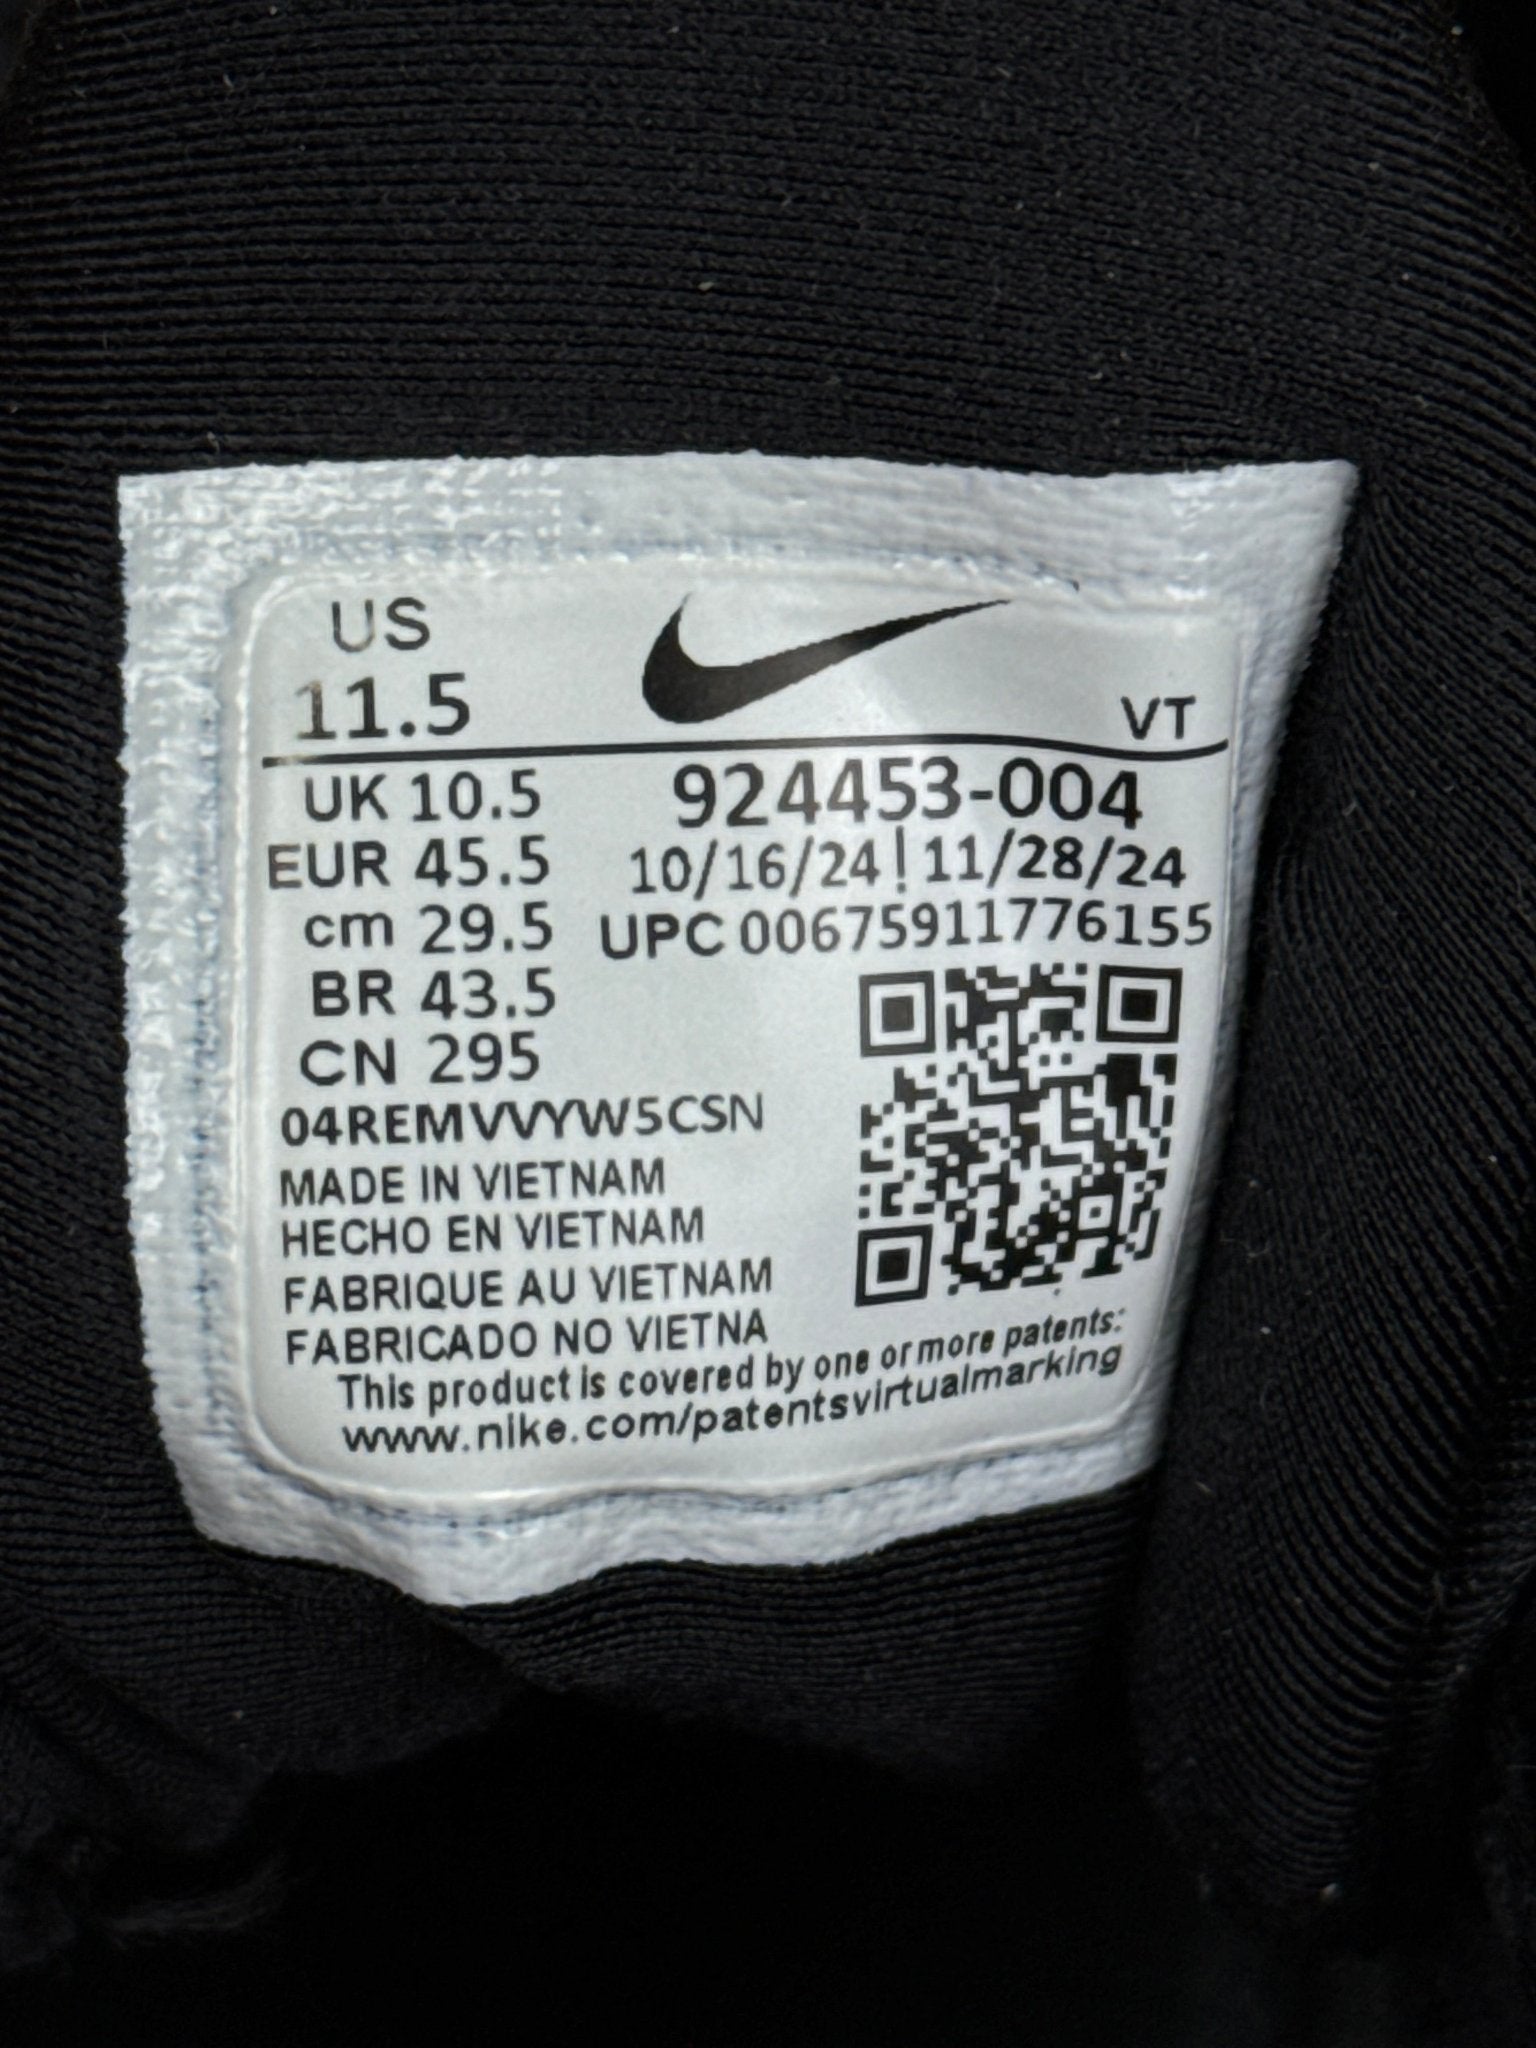 US
11.5
VT
UK 10.5
924453-004
EUR 45.5
10/16/24 | 11/28/24
cm 29.5
UPC 00675911776155
BR 43.5
CN 295
04REMVVYW5CSN
MADE IN VIETNAM
HECHO EN VIETNAM
FABRIQUE AU VIETNAM
FABRICADO NO VIETNA
This product is covered by one or more patents:
www.nike.com/patentsvirtualmarking